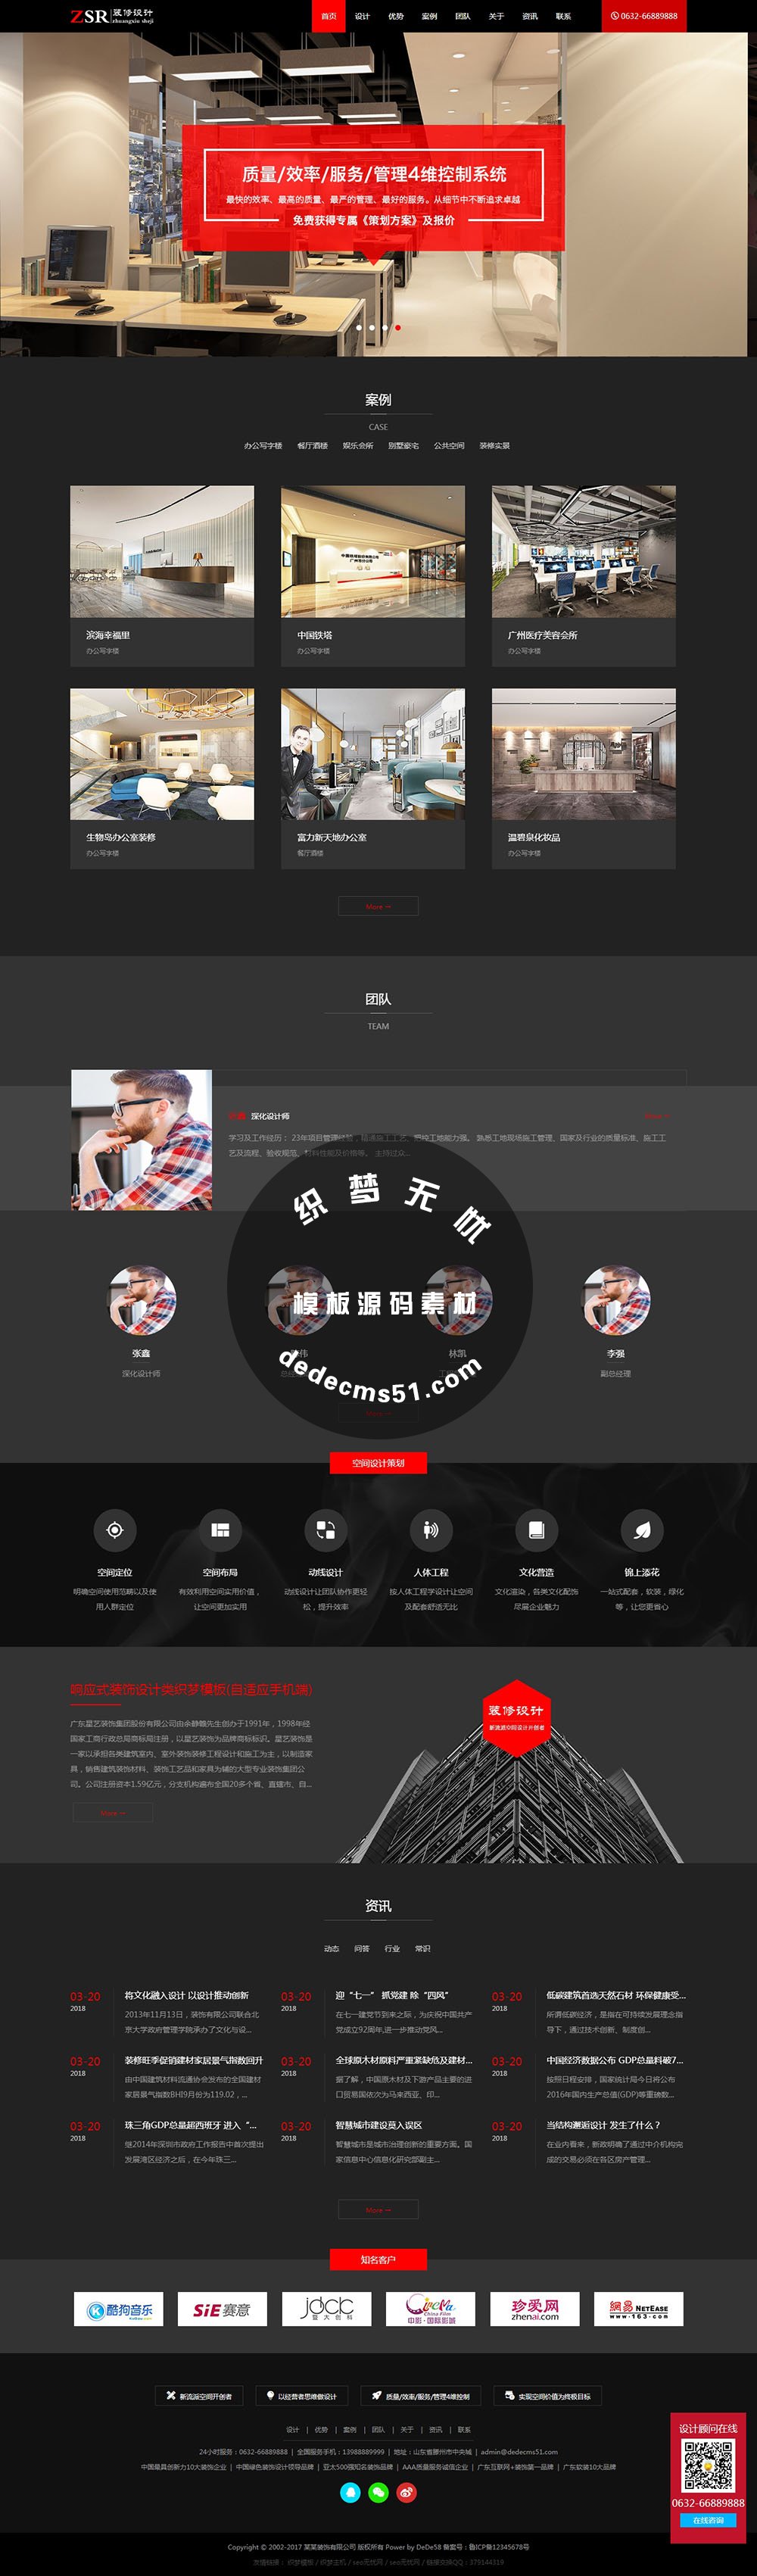 ZSR 装修设计
zhuangxiu sheji
首页 设计 优势 案例 团队 关于 资讯 联系 0632-66889888
质量/效率/服务/管理4维控制系统
最快的效率、最高的质量、最严的管理、最好的服务。从细节中不断追求卓越
免费获得专属《策划方案》及报价
案例
CASE
办公写字楼 餐厅酒楼 娱乐会所 别墅豪宅 公共空间 装修实景
滨海幸福里
办公写字楼
中国铁塔
办公写字楼
广州医疗美容会所
办公写字楼
生物岛办公室装修
办公写字楼
富力新天地办公室
餐厅酒楼
温碧泉化妆品
办公写字楼
More
团队
TEAM
深化设计师
学习及工作经历： 23年项目管理经验，精通施工工艺、把控工地能力强。 熟悉工地现场施工管理、国家及行业的质量标准、施工工
艺及流程、验收规范、材料性能及价格等。 主持过众...
织梦无忧
模板源码素材
dedecms51.com
张鑫
深化设计师
林凯
李强
副总经理
空间设计策划
空间定位
明确空间使用范畴以及使
用人群定位
空间布局
有效利用空间实用价值，
让空间更加实用
动线设计
动线设计让团队协作更轻
松，提升效率
人体工程
按人体工程学设计让空间
及配套舒适无比
文化营造
文化渲染，各类文化配饰
尽展企业魅力
锦上添花
一站式配套，软装，绿化
等，让您更省心
响应式装饰设计类织梦模板(自适应手机端)
广东星艺装饰集团股份有限公司由余静赣先生创办于1991年，1998年经
国家工商行政总局商标局注册，以星艺装饰为品牌商标标识。星艺装饰是
一家以承担各类建筑室内、室外装饰装修工程设计和施工为主，以制造家
具，销售建筑装饰材料、装饰工艺品和家具为辅的大型专业装饰集团公
司。公司注册资本1.59亿元，分支机构遍布全国20多个省、直辖市、自...
More
装修设计
新流派空间设计开创者
资讯
动态 问答 行业 常识
03-20
2018
将文化融入设计 以设计推动创新
2013年11月13日，装饰有限公司联合北
京大学政府管理学院承办了文化与设...
03-20
2018
迎“七一” 抓党建 除“四风”
在七一建党节到来之际，为庆祝中国共产
党成立92周年,进一步推动党风...
03-20
2018
低碳建筑首选天然石材 环保健康受...
所谓低碳经济，是指在可持续发展理念指
导下，通过技术创新、制度创...
03-20
2018
装修旺季促销建材家居景气指数回升
由中国建筑材料流通协会发布的全国建材
家居景气指数BHI9月份为119.02，...
03-20
2018
全球原木材原料严重紧缺危及建材...
据了解，中国原木材及下游产品主要的进
口贸易国依次为马来西亚、印...
03-20
2018
中国经济数据公布 GDP总量料破7...
按照日程安排，国家统计局今日将公布
2016年国内生产总值(GDP)等重磅数...
03-20
2018
珠三角GDP总量超西班牙 进入“...
继2014年深圳市政府工作报告中首次提出
发展湾区经济之后，在今年珠三...
03-20
2018
智慧城市建设莫入误区
智慧城市是城市治理创新的重要方面。国
家信息中心信息化研究部副主...
03-20
2018
当结构邂逅设计 发生了什么？
在业内看来，新政明确了通过中介机构完
成的交易必须在各区房产管理...
More
知名客户
酷狗音乐
SIE赛意
China Film
中影·国际影城
珍爱网
zhenai.com
網易 NETEASE
www.163.com
新流派空间开创者 以经营者思维做设计 质量/效率/服务/管理4维控制 实现空间价值为终极目标
设计 | 优势 | 案例 | 团队 | 关于 | 资讯 | 联系
24小时服务：0632-66889888 | 全国服务手机：13988889999 | 地址：山东省滕州市中央城 | admin@dedecms51.com
中国最具创新力10大装饰企业 | 中国绿色装饰设计领导品牌 | 亚太500强知名装饰品牌 | AAA质量服务诚信企业 | 广东互联网+装饰第一品牌 | 广东软装10大品牌
设计顾问在线
0632-66889888
在线咨询
Copyright © 2002-2017 某某装饰有限公司 版权所有 Power by DeDe58 备案号：鲁ICP备12345678号
友情链接： 织梦模板 / 织梦主机 / seo无忧网 / seo无忧网 / 链接交换QQ：379144319